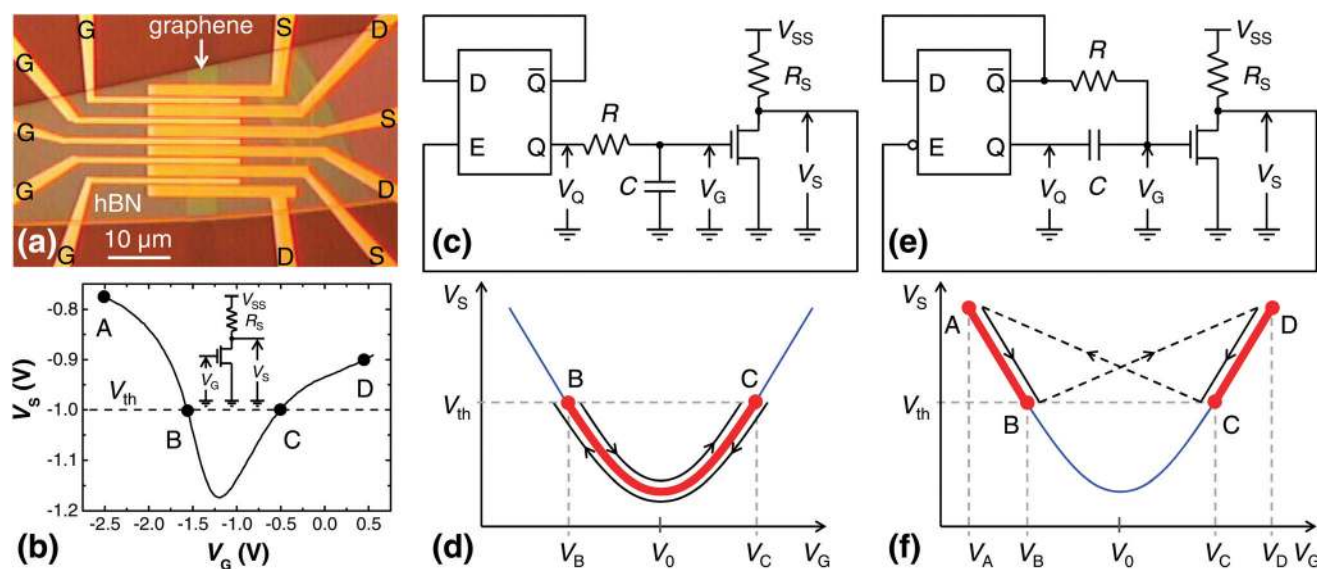 (a)
graphene
G
G
G
G
G
S
D
S
D
S
D
hBN
10 μm
(b)
V_S (V)
-0.8
-0.9
-1.0
-1.1
-1.2
-2.5 -2.0 -1.5 -1.0 -0.5 0.0 0.5
V_G (V)
A
B
C
D
V_th
V_SS
R_S
V_G
V_S
(c)
D Q̅
E Q
R
C
V_Q
V_G
V_SS
R_S
V_S
(d)
V_S
V_th
B
C
V_B V_0 V_C V_G
(e)
D Q̅
E Q
R
C
V_Q
V_G
V_SS
R_S
V_S
(f)
V_S
V_th
A
B
C
D
V_A V_B V_0 V_C V_D V_G